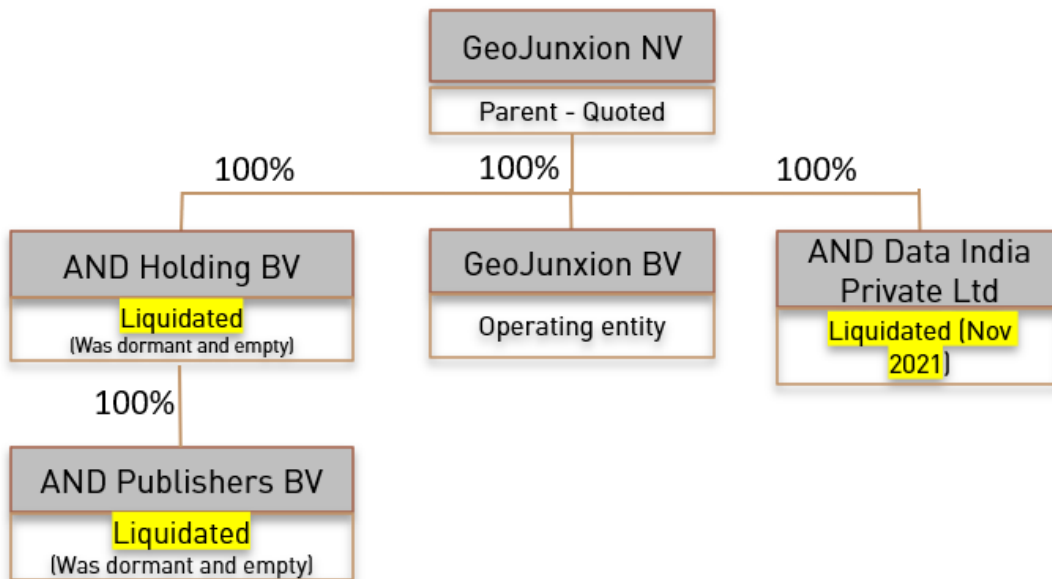 GeoJunxion NV
Parent - Quoted
100%
100%
100%
AND Holding BV
Liquidated
(Was dormant and empty)
GeoJunxion BV
Operating entity
AND Data India
Private Ltd
Liquidated (Nov
2021)
100%
AND Publishers BV
Liquidated
(Was dormant and empty)